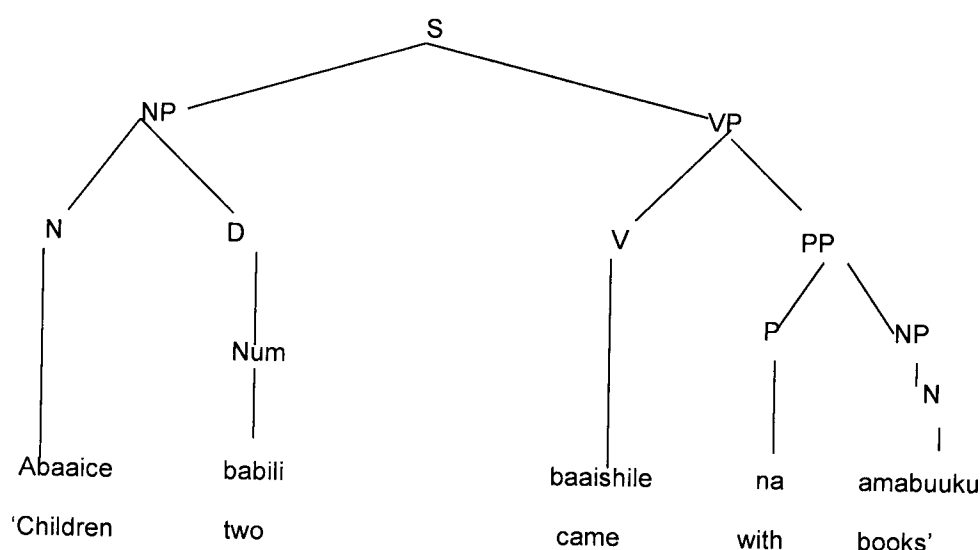 S
NP VP
N D V PP
Num P NP
N
Abaaice babili baaishile na amabuuku
'Children two came with books'